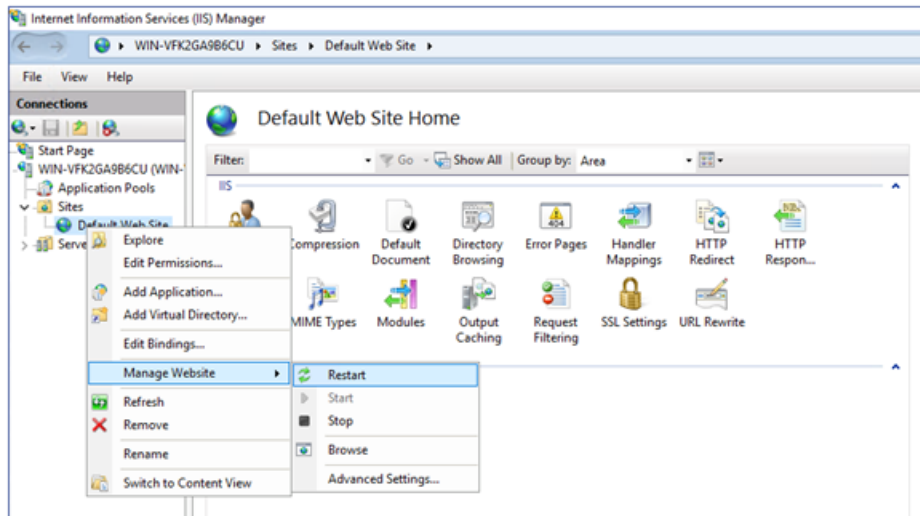 Internet Information Services (IIS) Manager
WIN-VFK2GA9B6CU Sites Default Web Site
File View Help
Connections
Start Page
WIN-VFK2GA9B6CU (WIN-
Application Pools
Sites
Default Web Site
Serve
Default Web Site Home
Filter: Go Show All Group by: Area
IIS
Compression Default Document Directory Browsing Error Pages Handler Mappings HTTP Redirect HTTP Respon...
MIME Types Modules Output Caching Request Filtering SSL Settings URL Rewrite
Explore
Edit Permissions...
Add Application...
Add Virtual Directory...
Edit Bindings...
Manage Website
Refresh
Remove
Rename
Switch to Content View
Restart
Start
Stop
Browse
Advanced Settings...